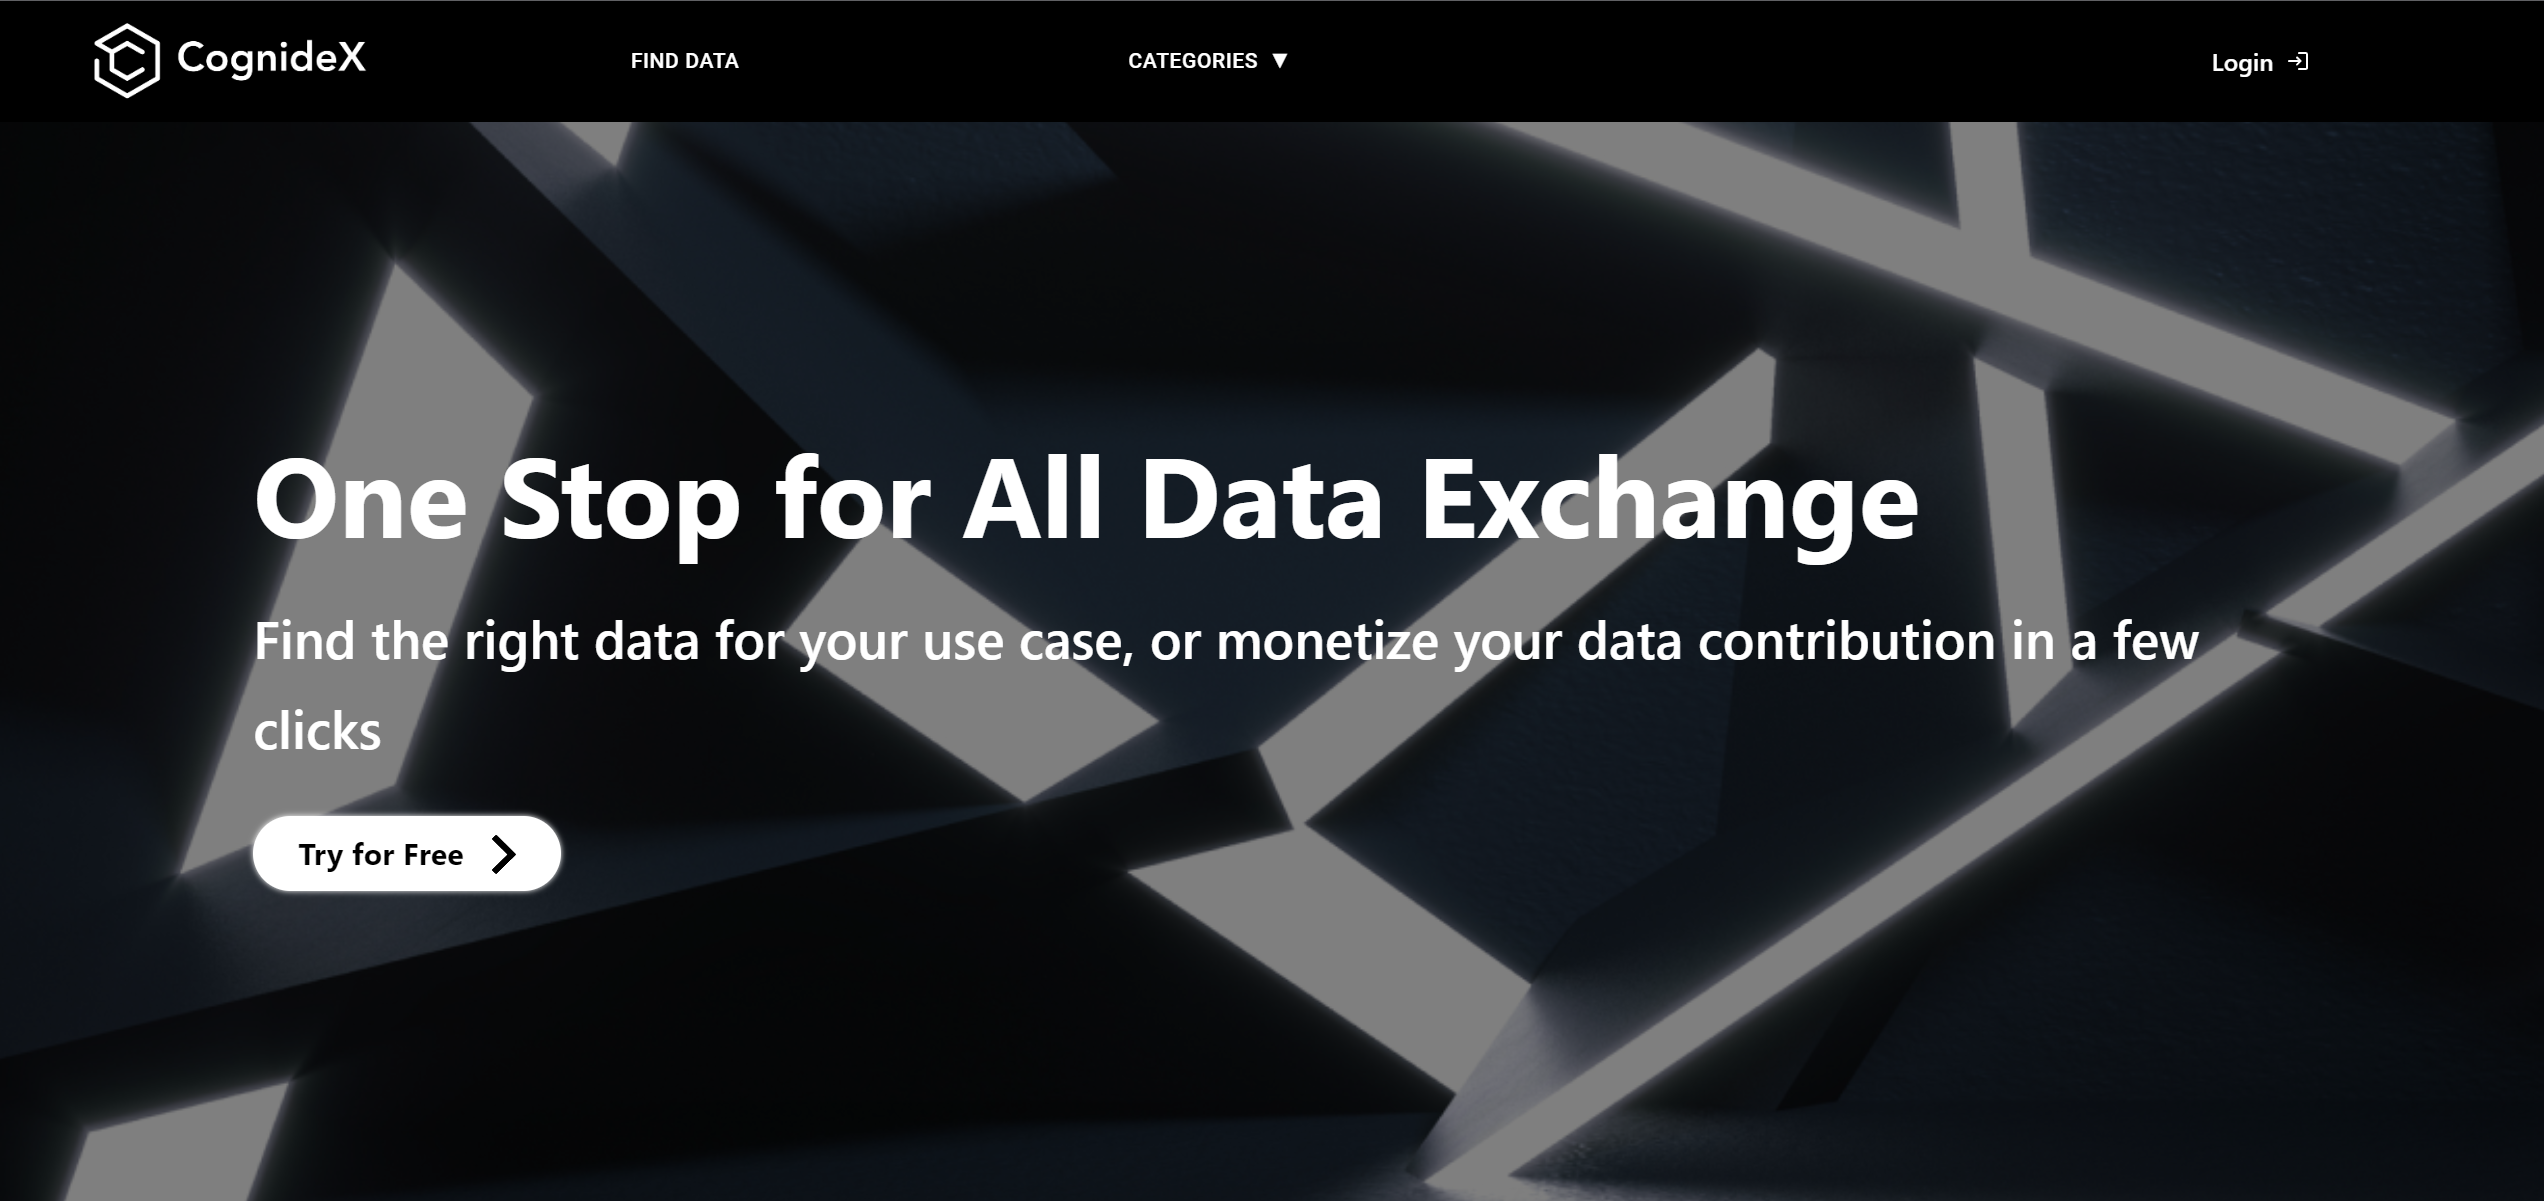 CognideX
FIND DATA
CATEGORIES ▼
Login
One Stop for All Data Exchange
Find the right data for your use case, or monetize your data contribution in a few
clicks
Try for Free